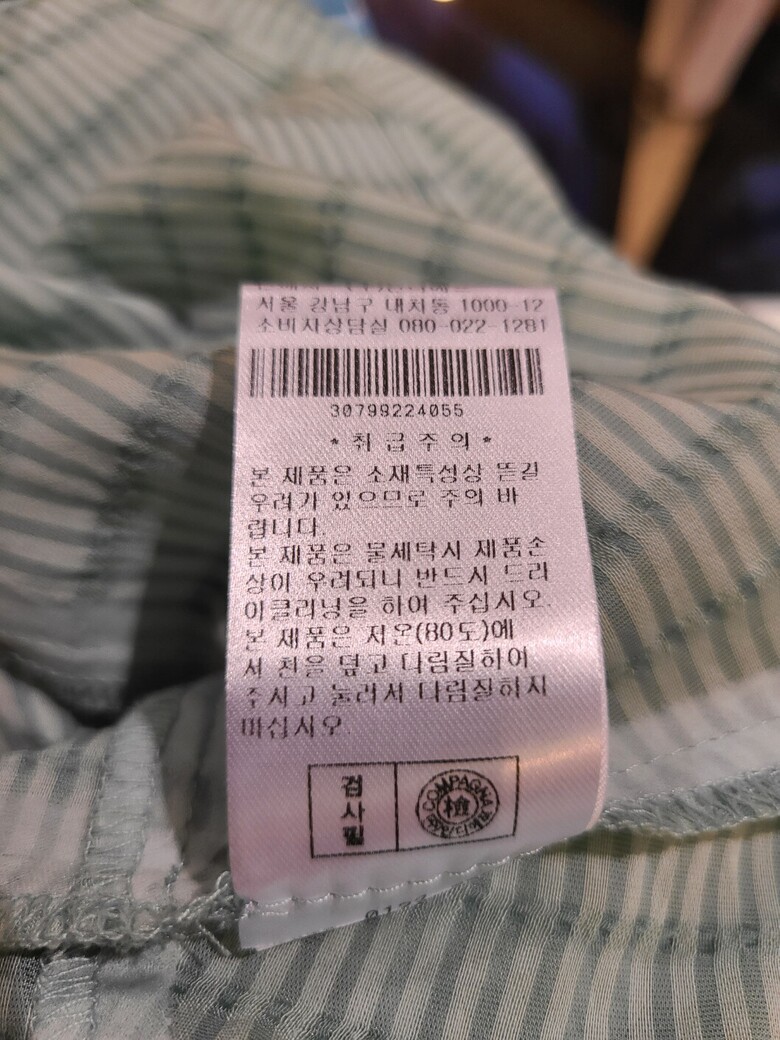 서울 강남구 대치동 1000-12
소비자상담실 080-022-1281
30799224055
* 취 급 주 의 *
본 제품은 소재특성상 뜯길
우려가 있으므로 주의 바
랍니다.
본 제품은 물세탁시 제품손
상이 우려되니 반드시 드라
이클리닝을 하여 주십시오.
본 제품은 저온(80도)에
서 천을 덮고 다림질하여
주시고 눌러서 다림질하지
마십시오
검
사
필
COMPAGNA
檢